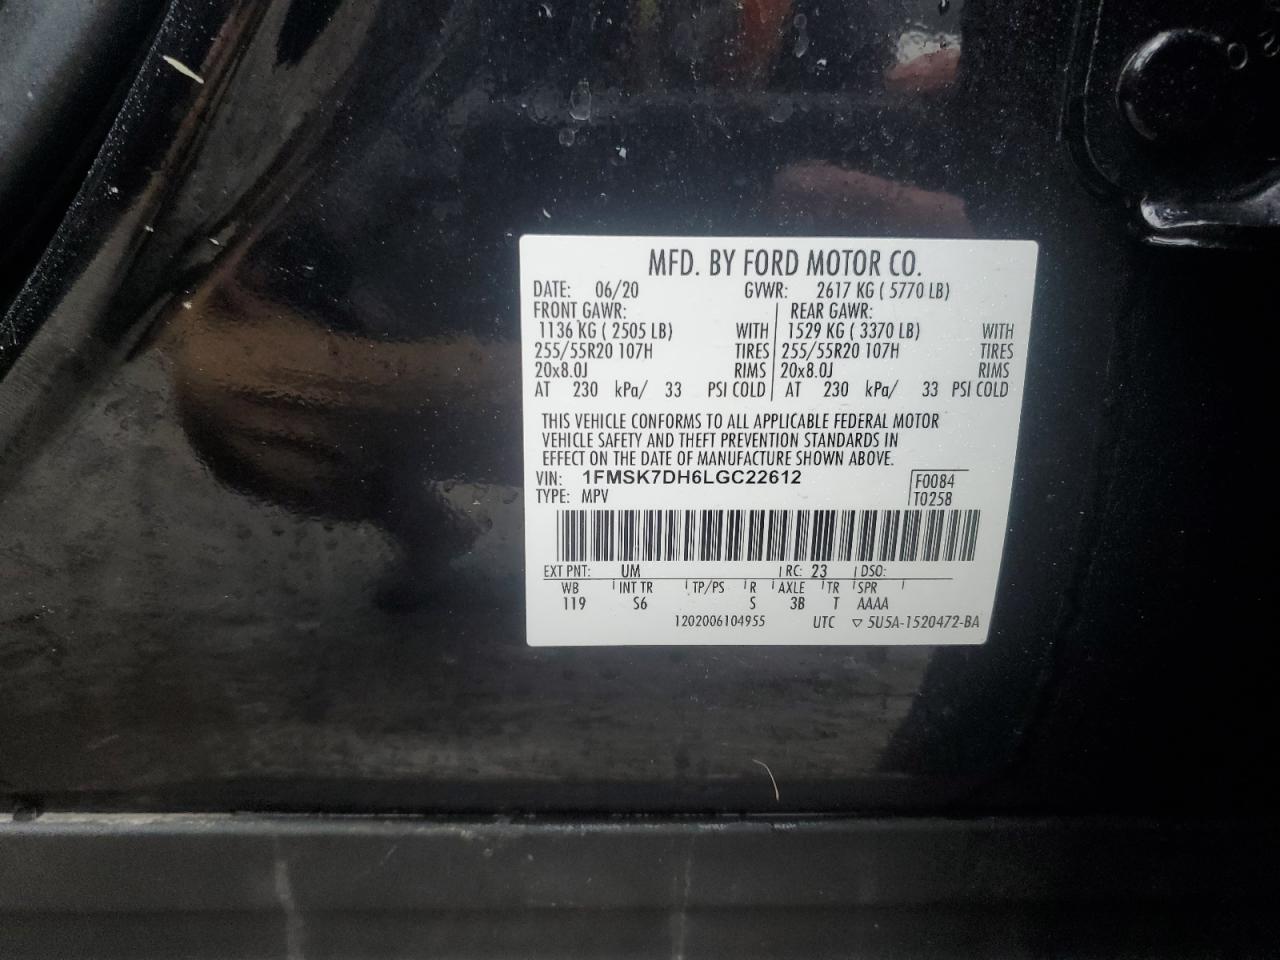 MFD. BY FORD MOTOR CO.
DATE: 06/20 GVWR: 2617 KG ( 5770 LB)
FRONT GAWR: REAR GAWR:
1136 KG ( 2505 LB) WITH 1529 KG ( 3370 LB) WITH
255/55R20 107H TIRES 255/55R20 107H TIRES
20x8.0J RIMS 20x8.0J RIMS
AT 230 kPa/ 33 PSI COLD AT 230 kPa/ 33 PSI COLD
THIS VEHICLE CONFORMS TO ALL APPLICABLE FEDERAL MOTOR
VEHICLE SAFETY AND THEFT PREVENTION STANDARDS IN
EFFECT ON THE DATE OF MANUFACTURE SHOWN ABOVE.
VIN: 1FMSK7DH6LGC22612 F0084
TYPE: MPV T0258
EXT PNT: UM RC: 23 DSO:
WB INT TR TP/PS R AXLE TR SPR
119 S6 S 3B T AAAA
1202006104955 UTC ▽ 5U5A-1520472-BA